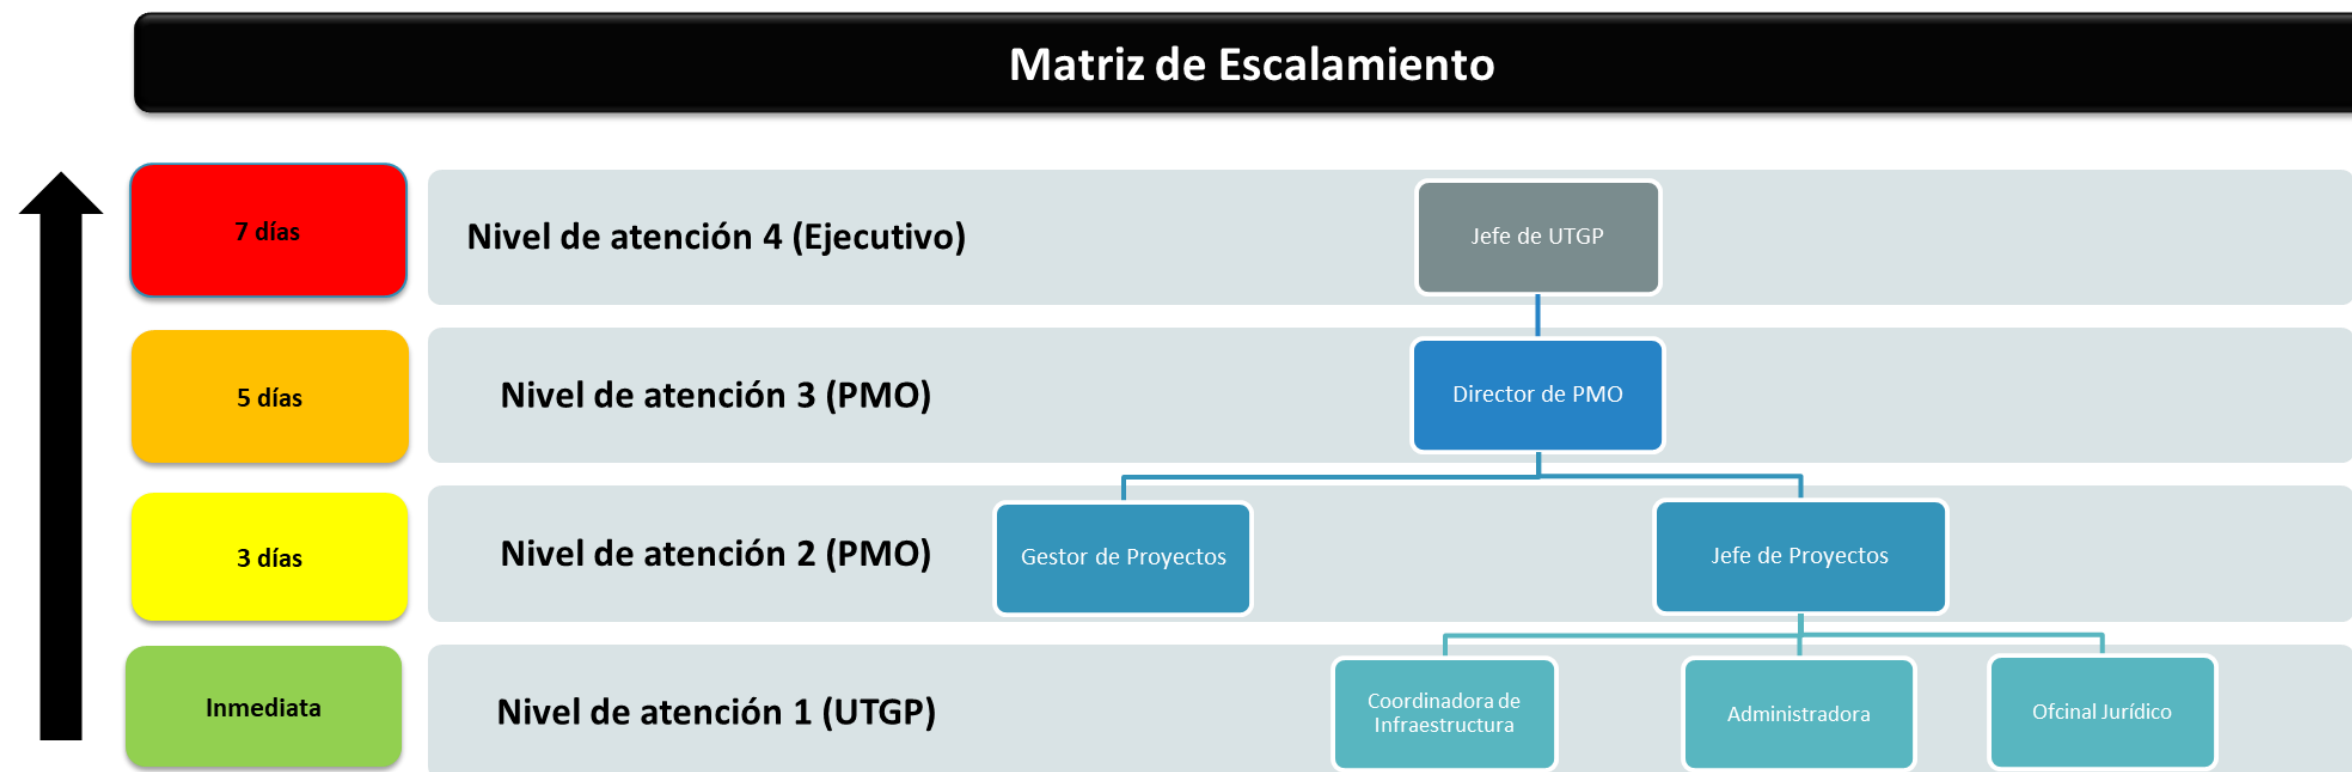 Matriz de Escalamiento
7 días
Nivel de atención 4 (Ejecutivo)
Jefe de UTGP
5 días
Nivel de atención 3 (PMO)
Director de PMO
3 días
Nivel de atención 2 (PMO)
Gestor de Proyectos
Jefe de Proyectos
Inmediata
Nivel de atención 1 (UTGP)
Coordinadora de
Infraestructura
Administradora
Ofcinal Jurídico